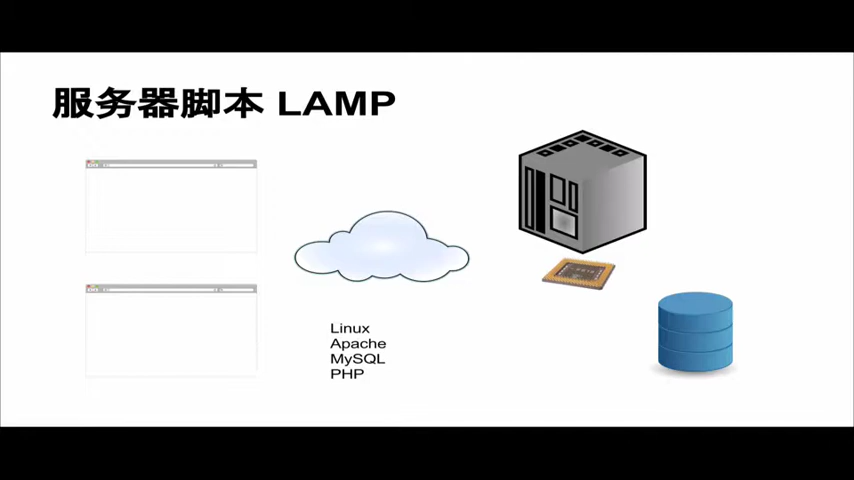 服务器脚本 LAMP
Linux
Apache
MySQL
PHP